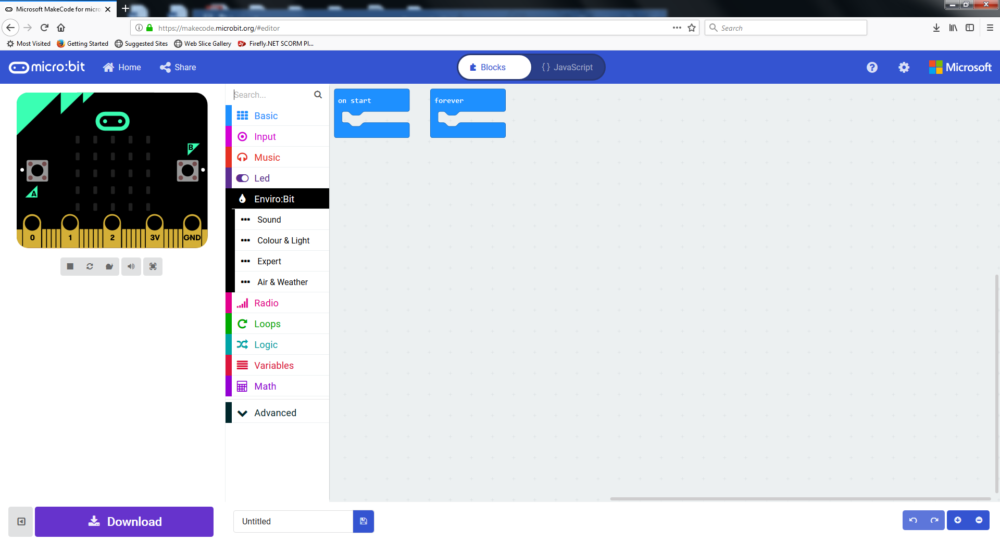 Microsoft MakeCode for micro
https://makecode.microbit.org/#editor
Search
Most Visited
Getting Started
Suggested Sites
Web Slice Gallery
Firefly.NET SCORM Pl...
micro:bit
Home
Share
Blocks
{ } JavaScript
Microsoft
Search...
Basic
Input
Music
Led
Enviro:Bit
Sound
Colour & Light
Expert
Air & Weather
Radio
Loops
Logic
Variables
Math
Advanced
on start
forever
B
A
0
1
2
3V
GND
Download
Untitled